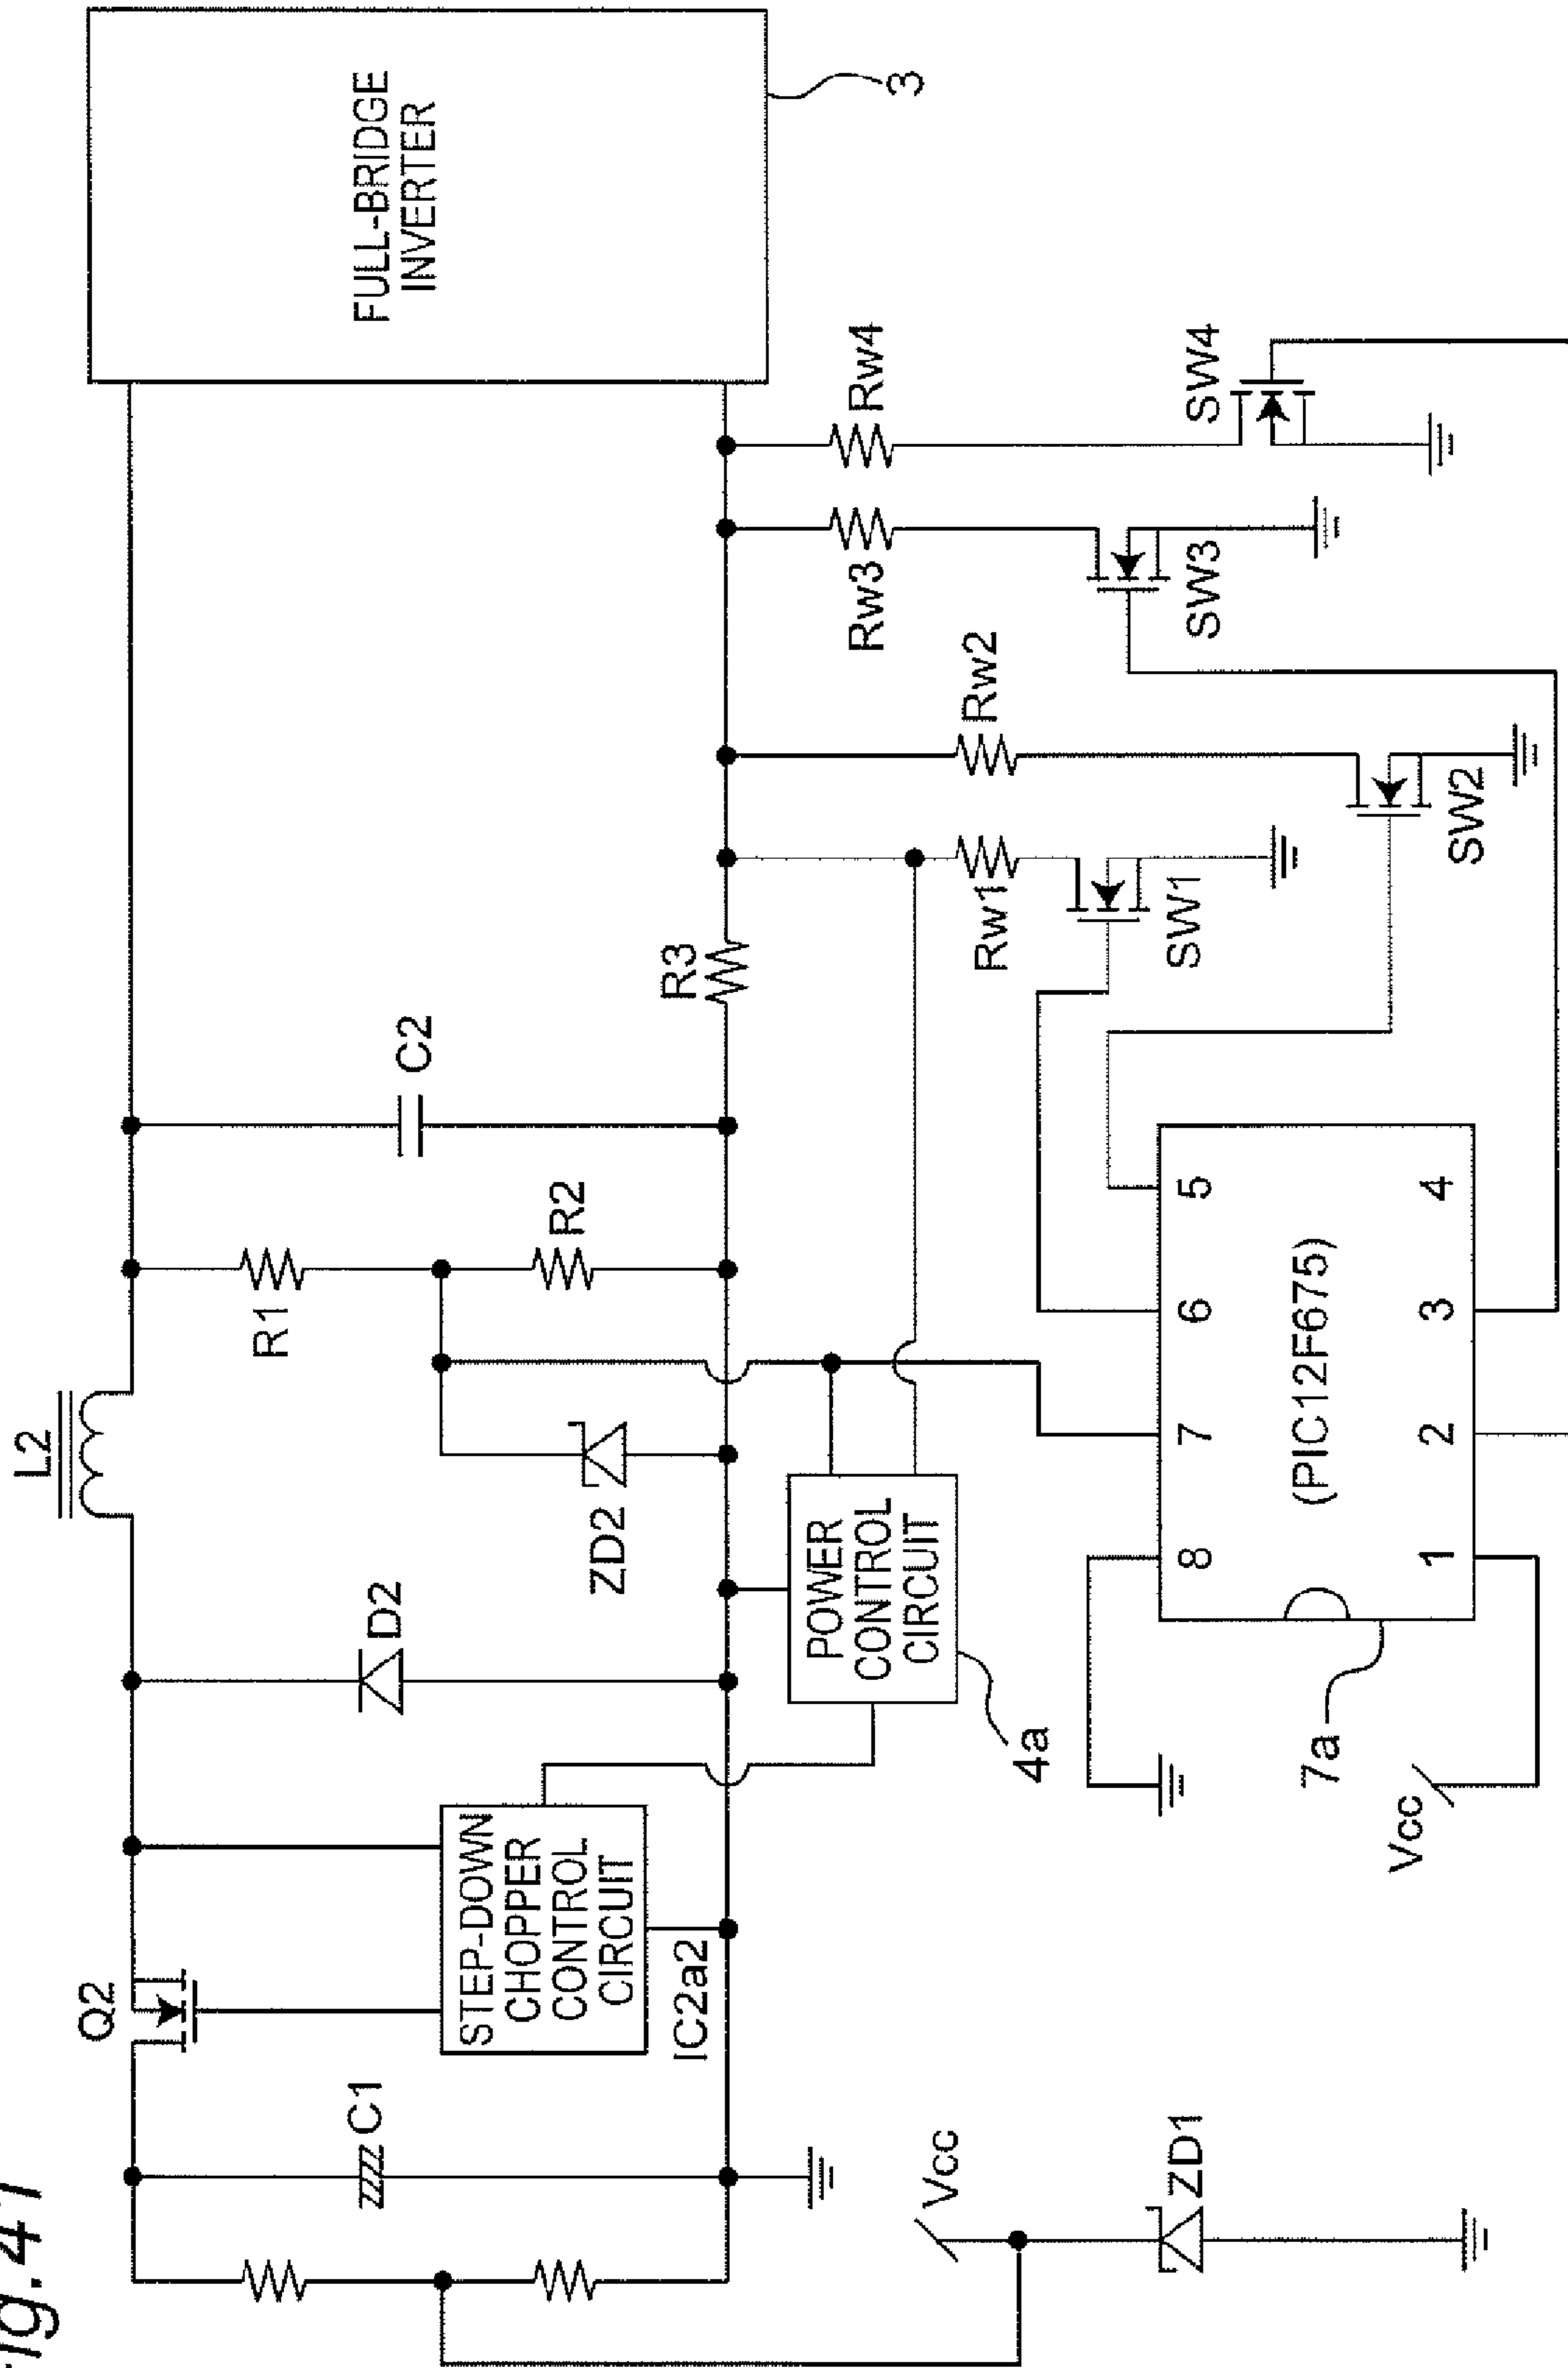 Fig.41
Q2
L2
FULL-BRIDGE
INVERTER
3
C1
STEP-DOWN
CHOPPER
CONTROL
CIRCUIT
IC2a2
D2
R1
R2
ZD2
C2
R3
POWER
CONTROL
CIRCUIT
4a
Rw1
Rw2
Rw3
Rw4
SW1
SW2
SW3
SW4
Vcc
ZD1
Vcc
7a
8
7
6
5
(PIC12F675)
1
2
3
4